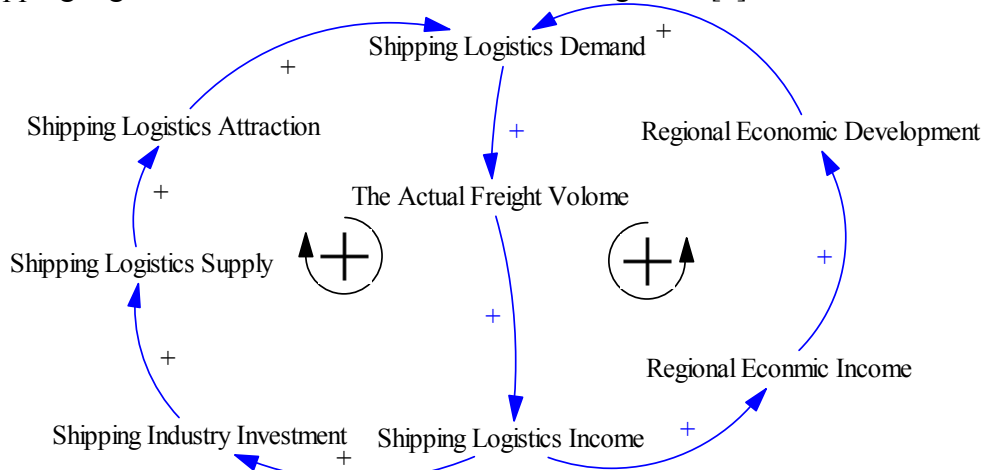 Shipping Logistics Demand
+
+
Shipping Logistics Attraction
+
Regional Economic Development
+
The Actual Freight Volome
Shipping Logistics Supply
+
+
+
+
+
Regional Econmic Income
Shipping Industry Investment
+
Shipping Logistics Income
+